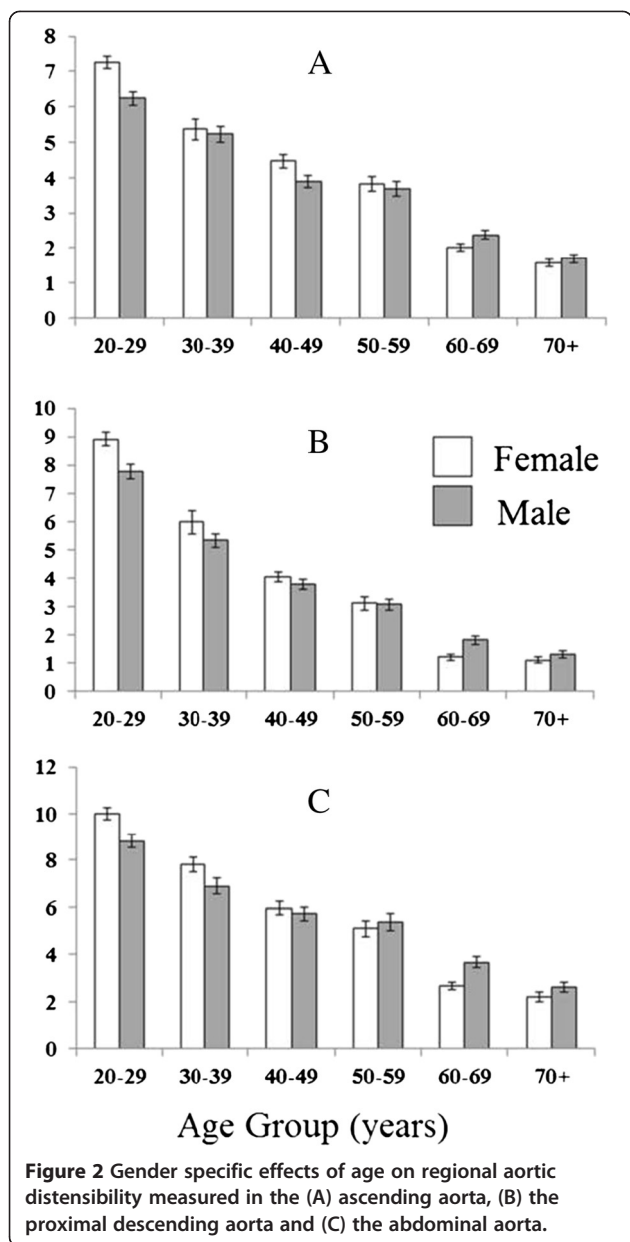 8
A
7
6
5
4
3
2
1
0
20-29 30-39 40-49 50-59 60-69 70+
10
B
9
8
7
6
5
4
3
2
1
0
Female
Male
20-29 30-39 40-49 50-59 60-69 70+
12
C
10
8
6
4
2
0
20-29 30-39 40-49 50-59 60-69 70+
Age Group (years)
Figure 2 Gender specific effects of age on regional aortic
distensibility measured in the (A) ascending aorta, (B) the
proximal descending aorta and (C) the abdominal aorta.